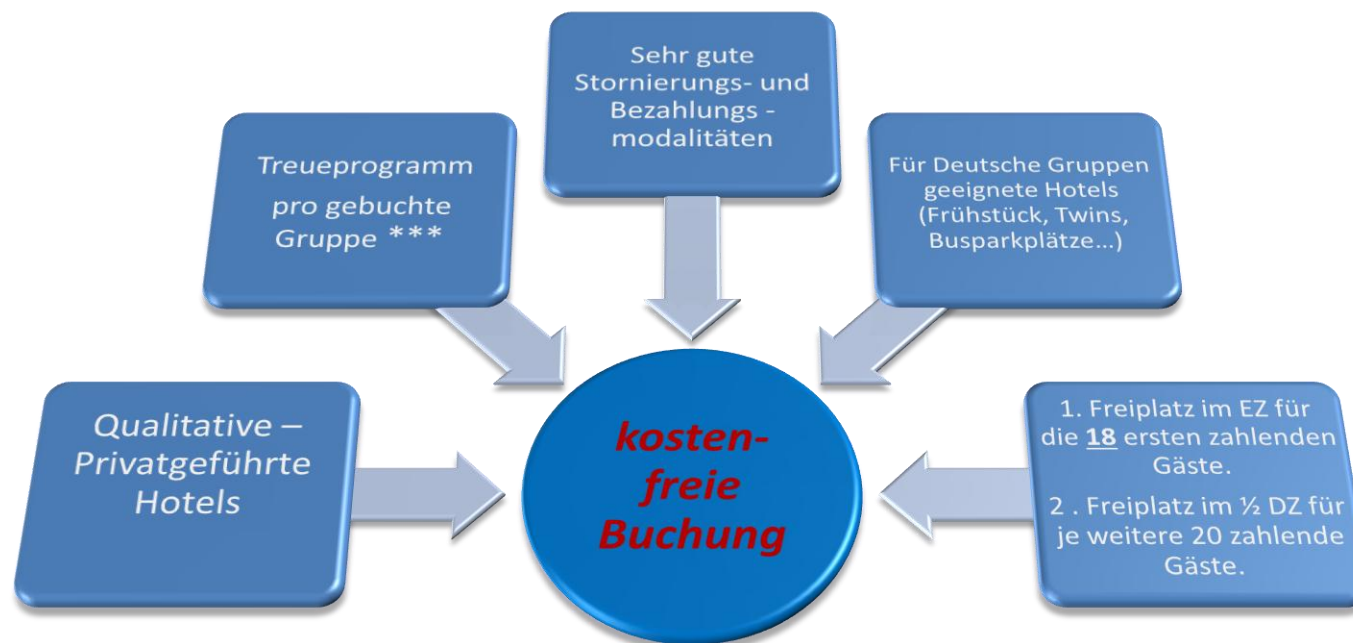 Sehr gute
Stornierungs- und
Bezahlungs -
modalitäten
Treueprogramm
pro gebuchte
Gruppe ***
Für Deutsche Gruppen
geeignete Hotels
(Frühstück, Twins,
Busparkplätze...)
Qualitative –
Privatgeführte
Hotels
kosten-
freie
Buchung
1. Freiplatz im EZ für
die 18 ersten zahlenden
Gäste.
2 . Freiplatz im ½ DZ für
je weitere 20 zahlende
Gäste.